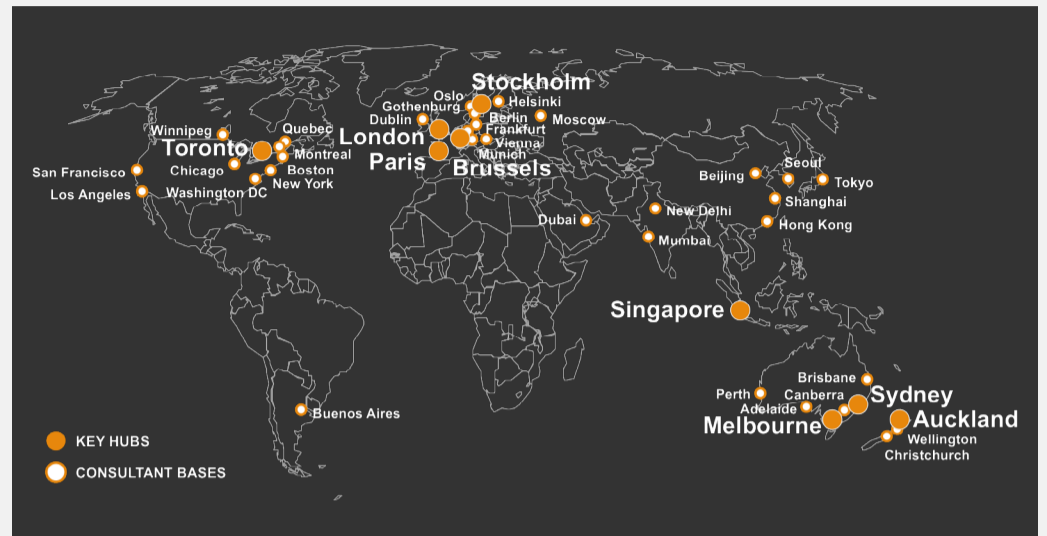 Stockholm
Oslo
Helsinki
Gothenburg
Dublin
Berlin
Moscow
Winnipeg
Quebec
London
Frankfurt
Toronto
Vienna
Montreal
Paris
Munich
Chicago
Boston
Brussels
San Francisco
New York
Los Angeles
Washington DC
Seoul
Beijing
Tokyo
Shanghai
New Delhi
Dubai
Hong Kong
Mumbai
Singapore
Brisbane
Perth
Canberra
Sydney
Adelaide
Buenos Aires
Melbourne
Auckland
Wellington
Christchurch
KEY HUBS
CONSULTANT BASES